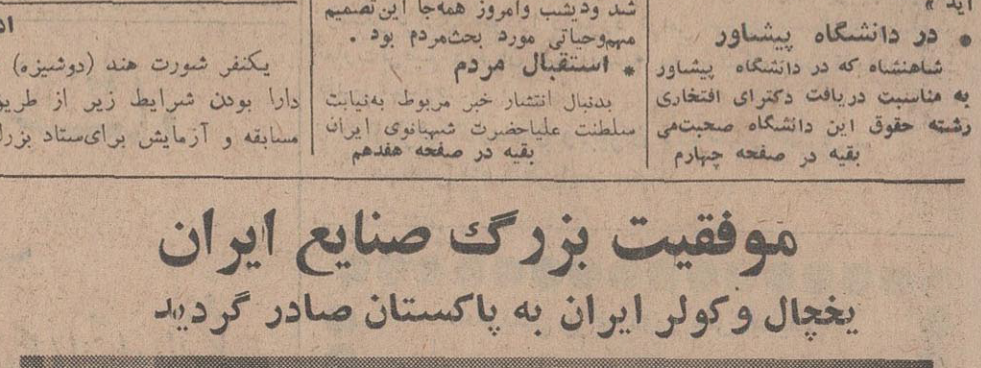 آید »
• در دانشگاه پیشاور
شاهنشاه که در دانشگاه پیشاور
به مناسبت دریافت دکترای افتخاری
رشته حقوق این دانشگاه صحبت‌می
بقیه در صفحه چهارم
شد ودیشب وامروز همه‌جا این تصمیم
مهم‌وحیاتی مورد بحث‌مردم بود .
• استقبال مردم
بدنبال انتشار خبر مربوط به‌نیابت
سلطنت علیاحضرت شهبانوی ایران
بقیه در صفحه هفدهم
یکنفر شورت هند (دوشیزه)
دارا بودن شرایط زیر از طریق
مسابقه و آزمایش برای‌ستاد بزرگ
موفقیت بزرگ صنایع ایران
یخچال و کولر ایران به پاکستان صادر گردید